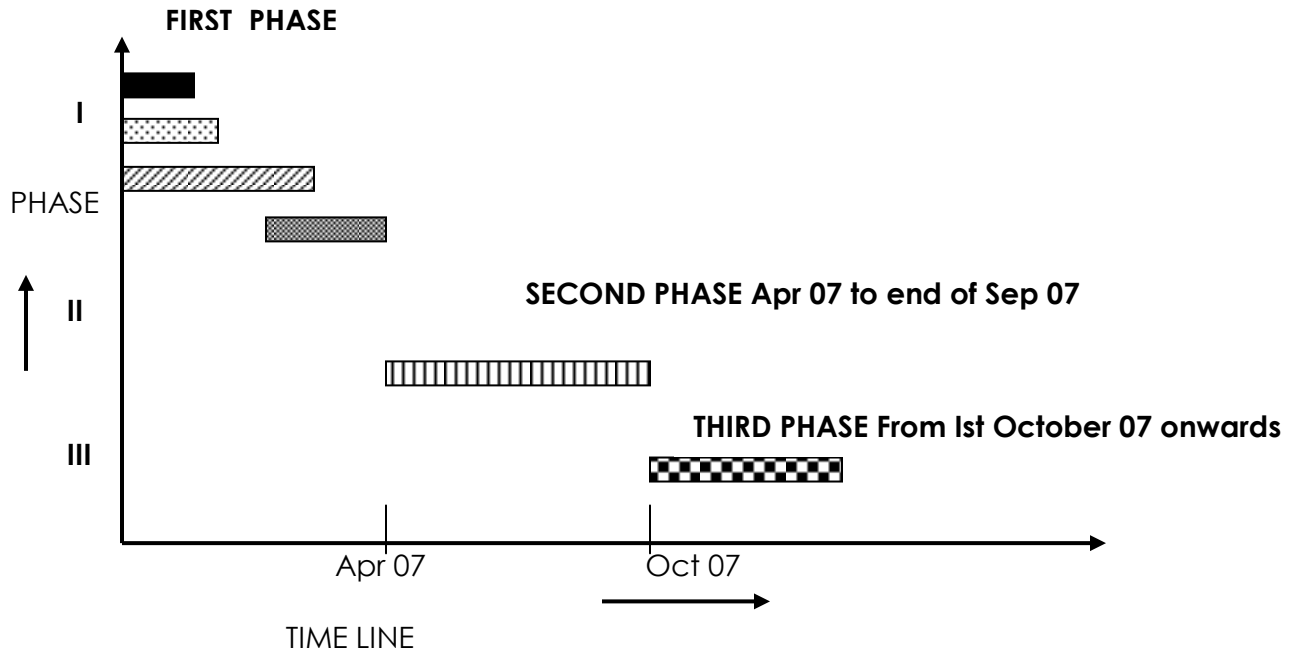 FIRST PHASE
I
PHASE
SECOND PHASE Apr 07 to end of Sep 07
II
THIRD PHASE From Ist October 07 onwards
III
Apr 07
Oct 07
TIME LINE